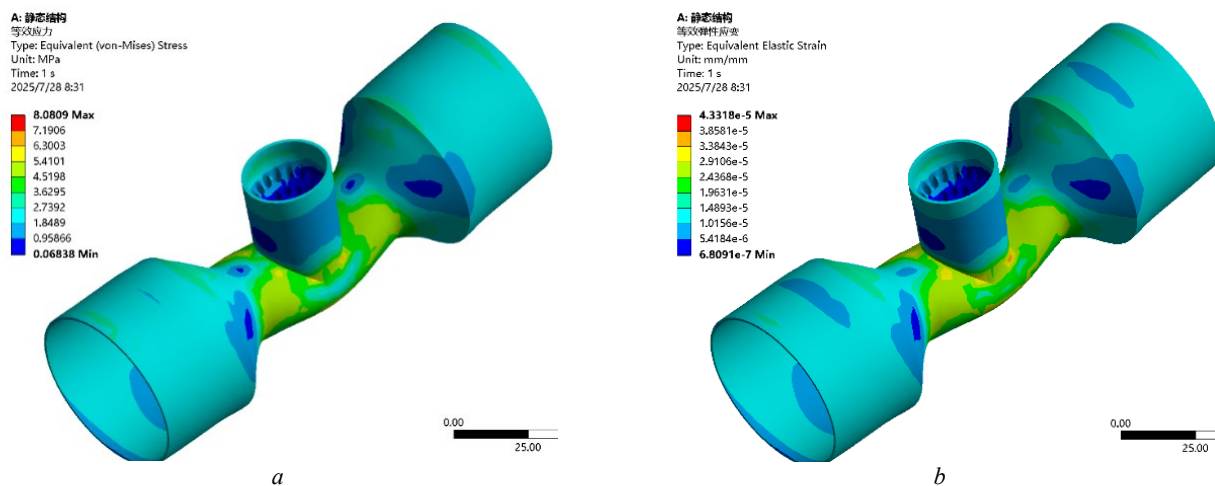 A: 静态结构
等效应力
Type: Equivalent (von-Mises) Stress
Unit: MPa
Time: 1 s
2025/7/28 8:31
8.0809 Max
7.1906
6.3003
5.4101
4.5198
3.6295
2.7392
1.8489
0.95866
0.06838 Min
0.00
25.00
a
A: 静态结构
等效弹性应变
Type: Equivalent Elastic Strain
Unit: mm/mm
Time: 1 s
2025/7/28 8:31
4.3318e-5 Max
3.8581e-5
3.3843e-5
2.9106e-5
2.4368e-5
1.9631e-5
1.4893e-5
1.0156e-5
5.4184e-6
6.8091e-7 Min
0.00
25.00
b